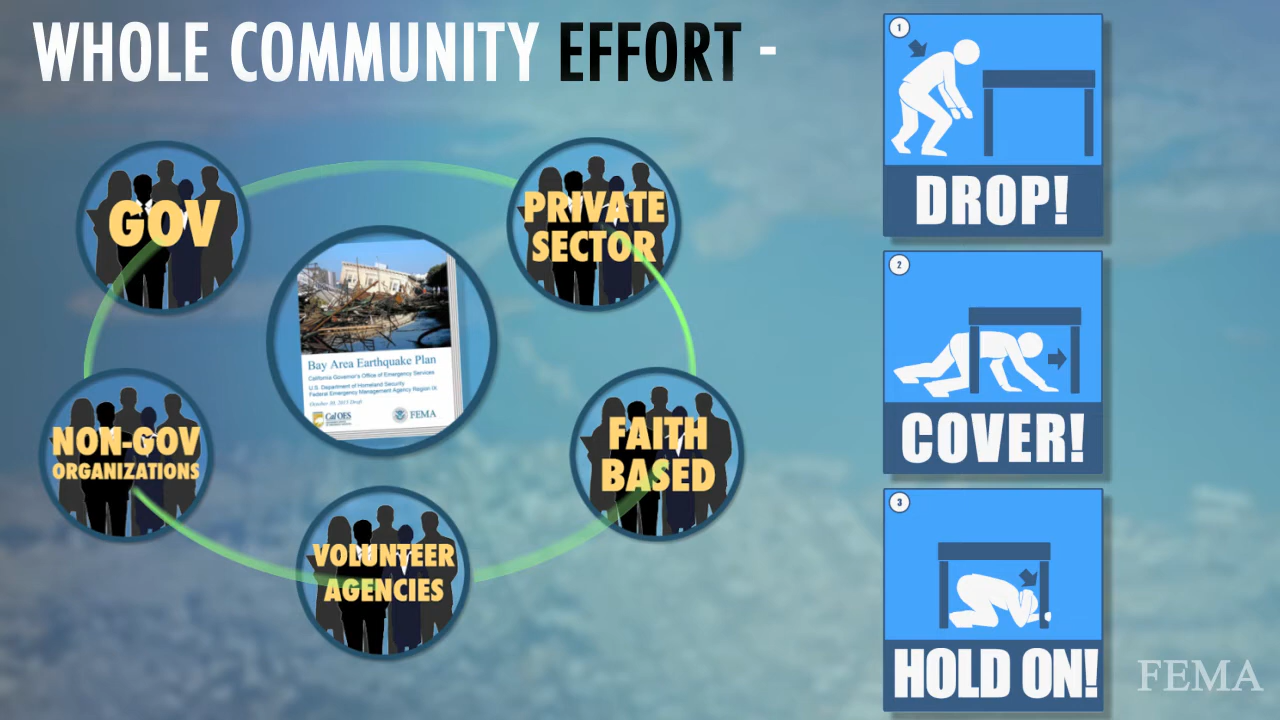 WHOLE COMMUNITY EFFORT -
GOV
PRIVATE
SECTOR
Bay Area Earthquake Plan
California Governor's Office of Emergency Services
U.S. Department of Homeland Security
Federal Emergency Management Agency Region IX
Cal OES
FEMA
NON-GOV
ORGANIZATIONS
FAITH
BASED
VOLUNTEER
AGENCIES
1
DROP!
2
COVER!
3
HOLD ON!
FEMA